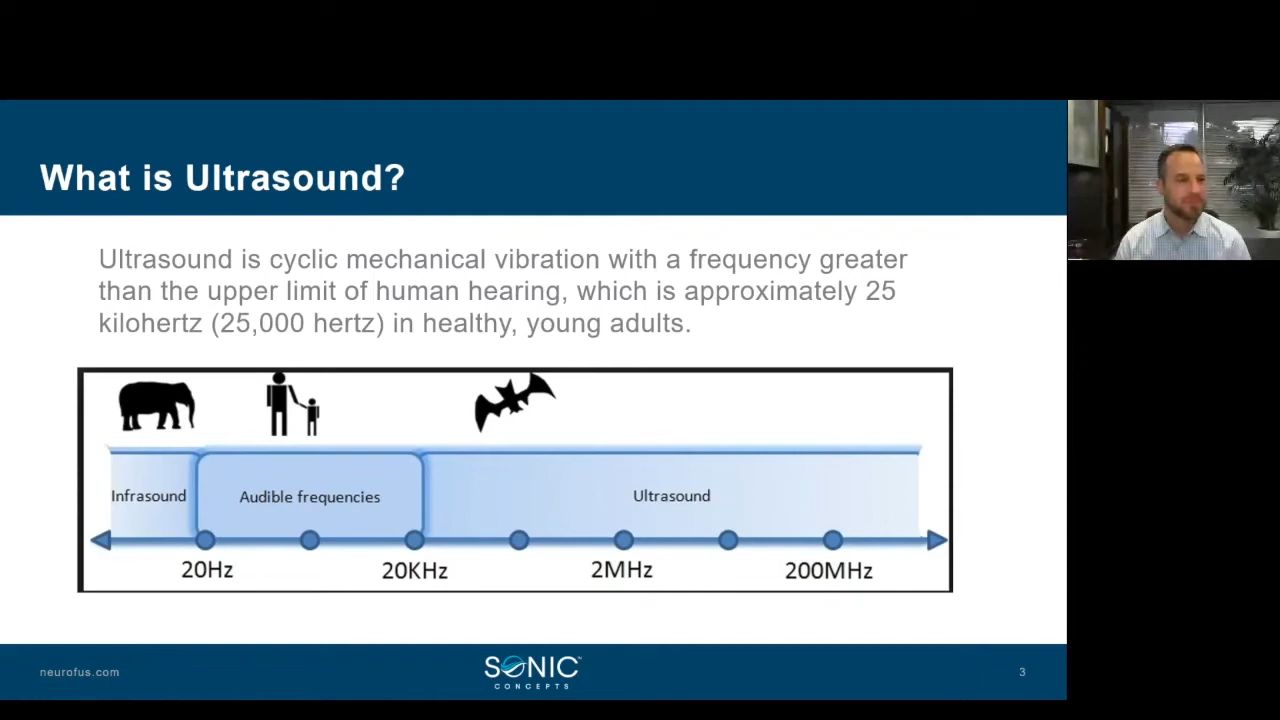 What is Ultrasound?
Ultrasound is cyclic mechanical vibration with a frequency greater
than the upper limit of human hearing, which is approximately 25
kilohertz (25,000 hertz) in healthy, young adults.
Infrasound
Audible frequencies
Ultrasound
20Hz
20KHz
2MHz
200MHz
neurofus.com
SONIC
CONCEPTS
3